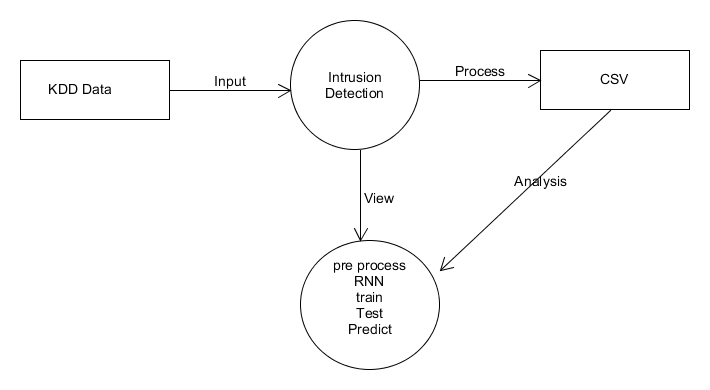 KDD Data
Input
Intrusion
Detection
Process
CSV
Analysis
View
pre process
RNN
train
Test
Predict